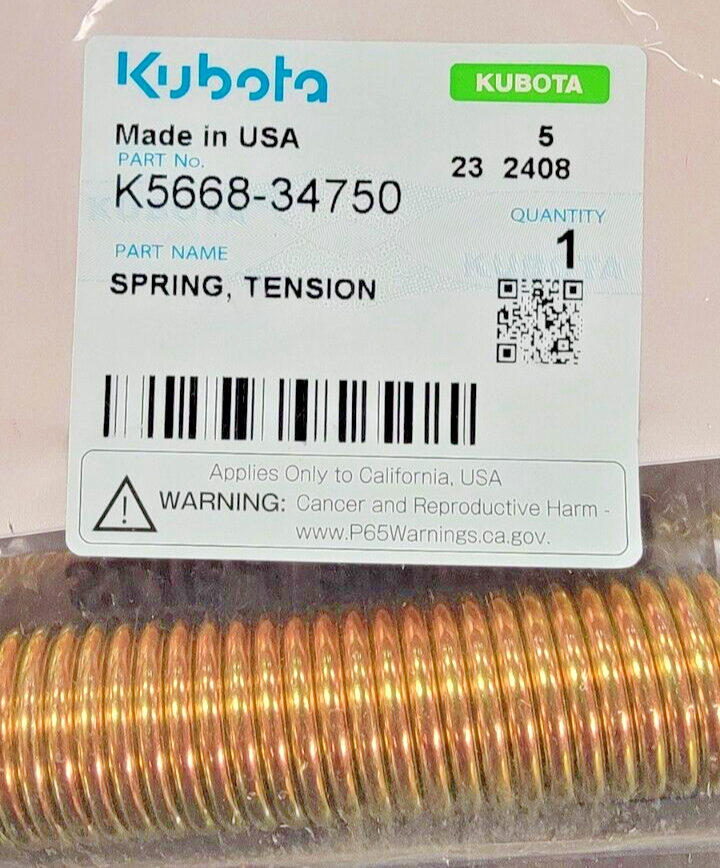 Kubota
KUBOTA
Made in USA
5
PART No.
23 2408
K5668-34750
QUANTITY
1
PART NAME
SPRING, TENSION
Applies Only to California, USA
WARNING: Cancer and Reproductive Harm -
www.P65Warnings.ca.gov.